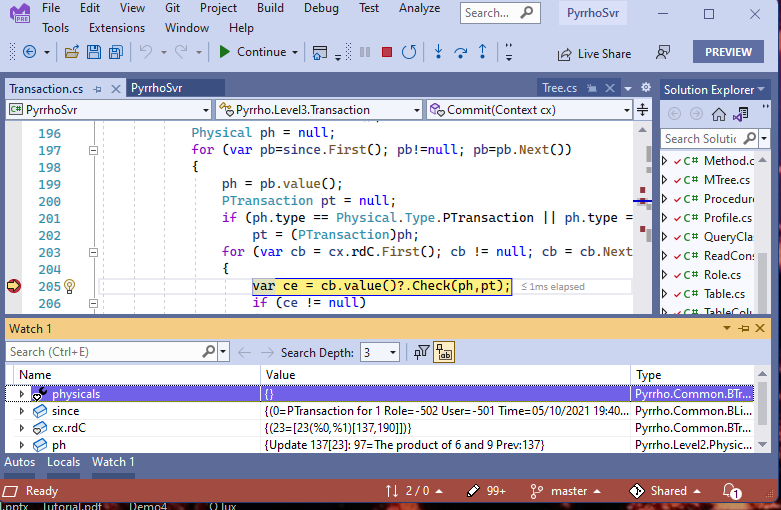 File Edit View Git Project Build Search... PyrrhoSvr
Debug Test Analyze
Tools Extensions Window Help
Continue Live Share PREVIEW
Transaction.cs PyrrhoSvr Tree.cs Solution Explorer
C# PyrrhoSvr Pyrrho.Level3.Transaction Commit(Context cx)
196 Physical ph = null;
197 for (var pb=since.First(); pb!=null; pb=pb.Next())
198 {
199 ph = pb.value();
200 PTransaction pt = null;
201 if (ph.type == Physical.Type.PTransaction || ph.type =
202 pt = (PTransaction)ph;
203 for (var cb = cx.rdC.First(); cb != null; cb = cb.Next
204 {
205 var ce = cb.value()?.Check(ph,pt); ≤ 1ms elapsed
206 if (ce != null)
Search Solutic
C# Method.c
C# MTree.cs
C# Procedure
C# Profile.cs
C# QueryClas
C# ReadCons
C# Role.cs
C# Table.cs
C# TableColu
Watch 1
Search (Ctrl+E) Search Depth: 3
Name Value Type
physicals {} Pyrrho.Common.BTr...
since {(0=PTransaction for 1 Role=-502 User=-501 Time=05/10/2021 19:40... Pyrrho.Common.BLi...
cx.rdC {(23=[23(%0,%1)[137,190]])} Pyrrho.Common.BTr...
ph {Update 137[23]: 97=The product of 6 and 9 Prev:137} Pyrrho.Level2.Physic...
Autos Locals Watch 1
Ready 2 / 0 99+ master Shared 1
.pptx Tutorial.pdf Demo4